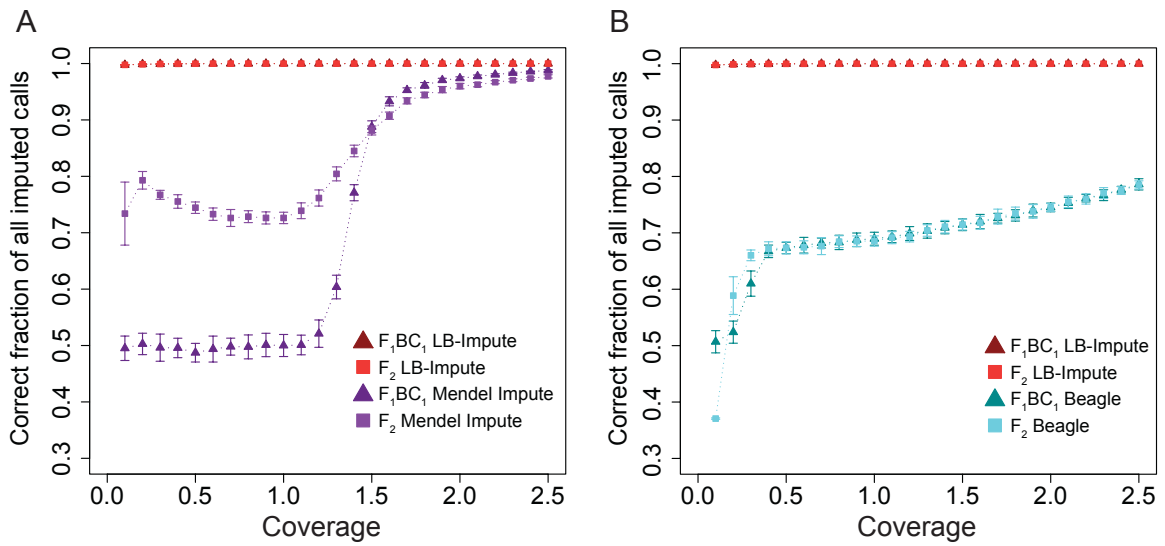 A
Correct fraction of all imputed calls
1.0
0.9
0.8
0.7
0.6
0.5
0.4
0.3
F₁BC₁ LB-Impute
F₂ LB-Impute
F₁BC₁ Mendel Impute
F₂ Mendel Impute
0.0 0.5 1.0 1.5 2.0 2.5
Coverage
B
Correct fraction of all imputed calls
1.0
0.9
0.8
0.7
0.6
0.5
0.4
0.3
F₁BC₁ LB-Impute
F₂ LB-Impute
F₁BC₁ Beagle
F₂ Beagle
0.0 0.5 1.0 1.5 2.0 2.5
Coverage